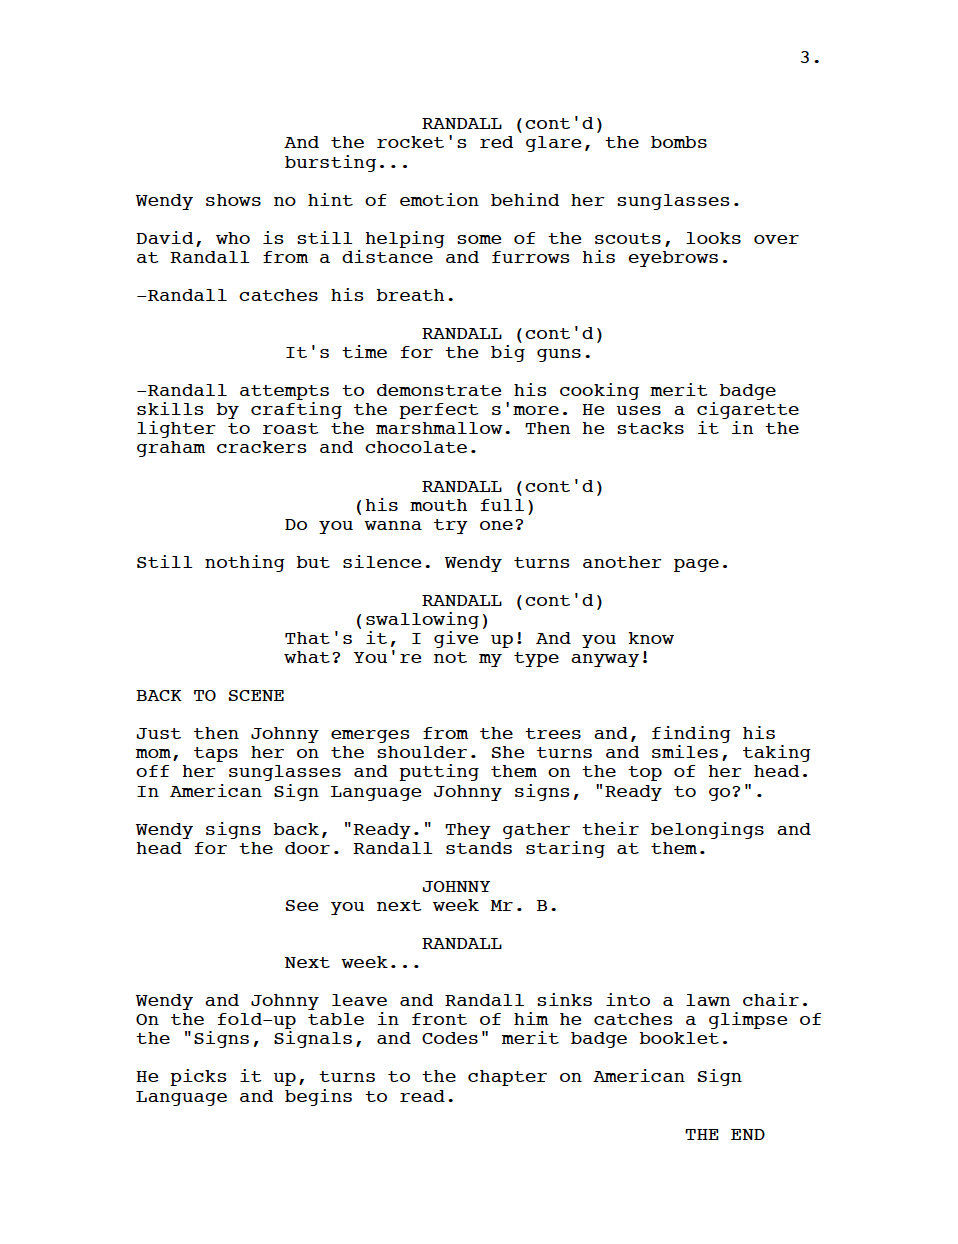 3.
RANDALL (cont'd)
And the rocket's red glare, the bombs
bursting...
Wendy shows no hint of emotion behind her sunglasses.
David, who is still helping some of the scouts, looks over
at Randall from a distance and furrows his eyebrows.
-Randall catches his breath.
RANDALL (cont'd)
It's time for the big guns.
-Randall attempts to demonstrate his cooking merit badge
skills by crafting the perfect s'more. He uses a cigarette
lighter to roast the marshmallow. Then he stacks it in the
graham crackers and chocolate.
RANDALL (cont'd)
(his mouth full)
Do you wanna try one?
Still nothing but silence. Wendy turns another page.
RANDALL (cont'd)
(swallowing)
That's it, I give up! And you know
what? You're not my type anyway!
BACK TO SCENE
Just then Johnny emerges from the trees and, finding his
mom, taps her on the shoulder. She turns and smiles, taking
off her sunglasses and putting them on the top of her head.
In American Sign Language Johnny signs, "Ready to go?".
Wendy signs back, "Ready." They gather their belongings and
head for the door. Randall stands staring at them.
JOHNNY
See you next week Mr. B.
RANDALL
Next week...
Wendy and Johnny leave and Randall sinks into a lawn chair.
On the fold-up table in front of him he catches a glimpse of
the "Signs, Signals, and Codes" merit badge booklet.
He picks it up, turns to the chapter on American Sign
Language and begins to read.
THE END